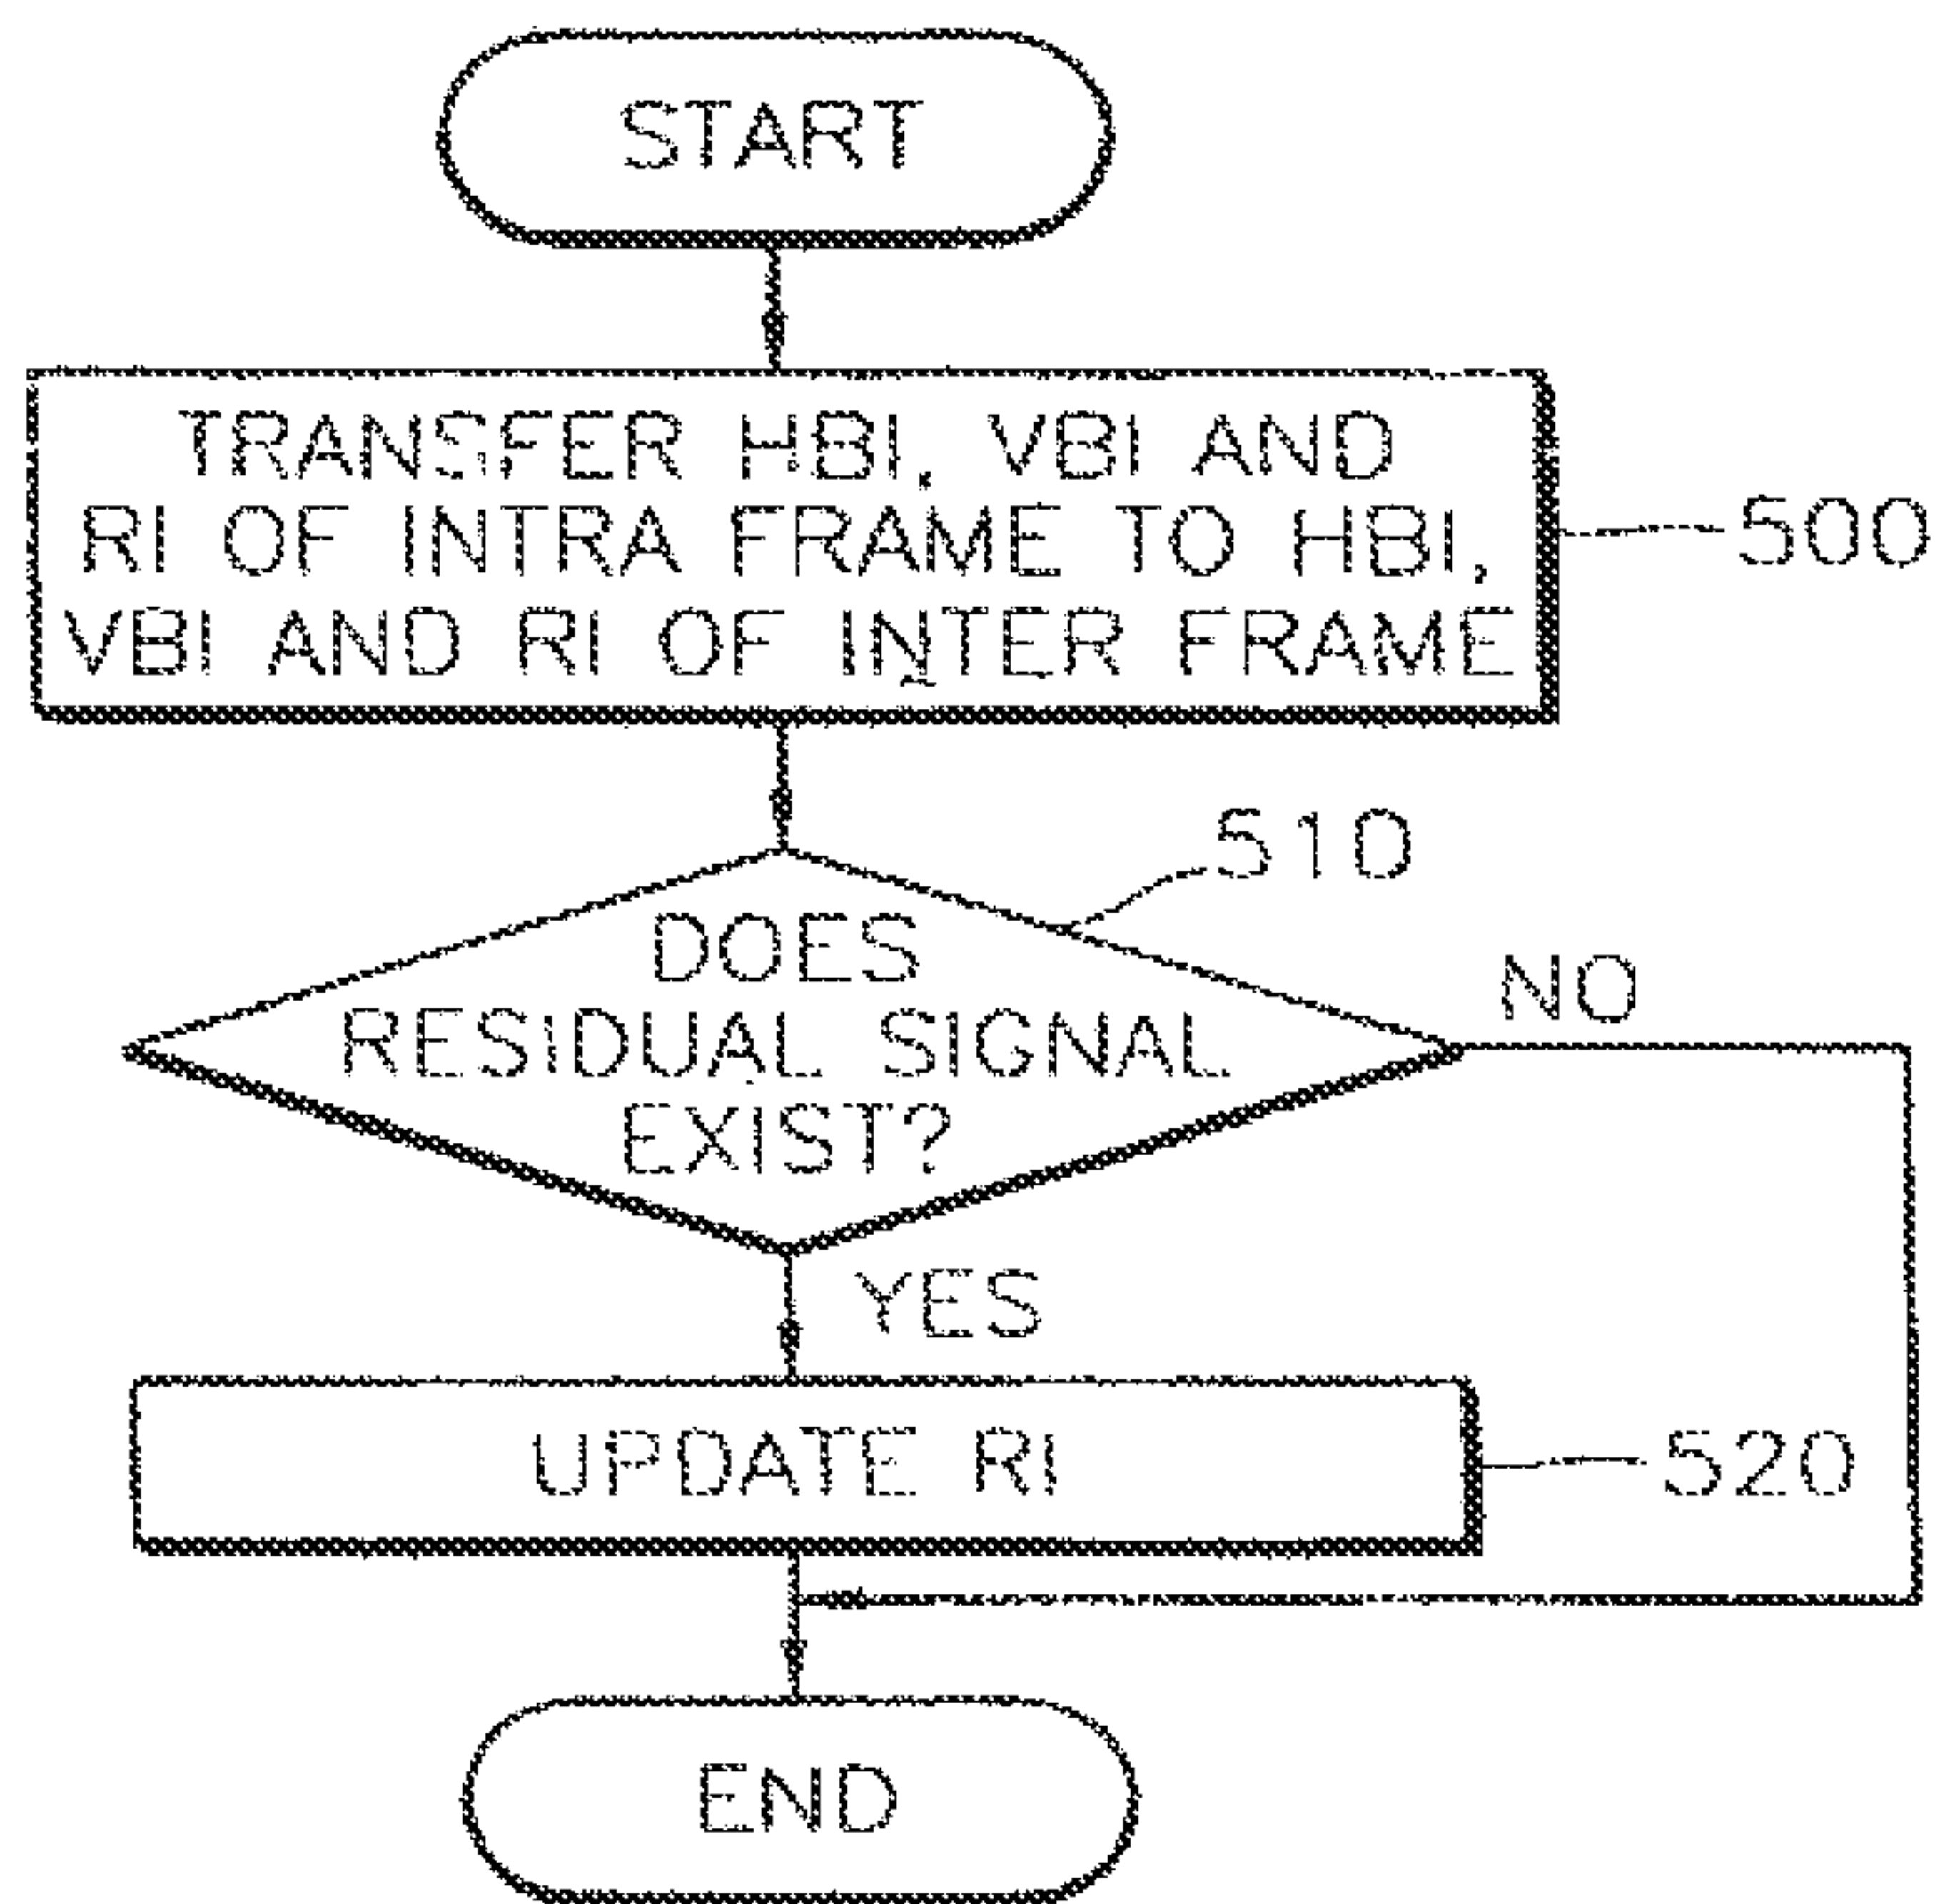 START
TRANSFER HBI, VBI AND
RI OF INTRA FRAME TO HBI,
VBI AND RI OF INTER FRAME
500
510
DOES
RESIDUAL SIGNAL
EXIST?
NO
YES
UPDATE RI
520
END